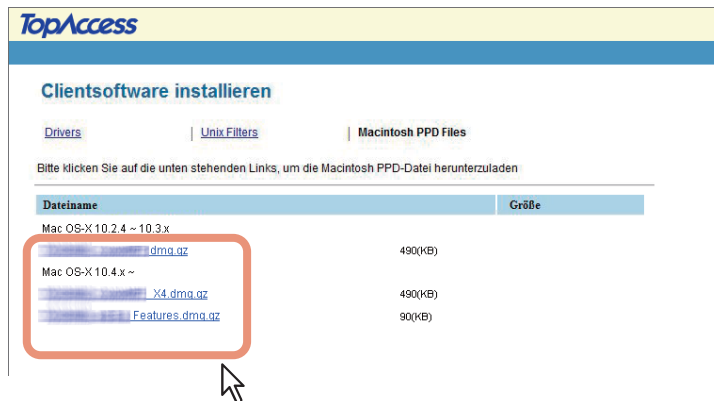 TopAccess
Clientsoftware installieren
Drivers | Unix Filters | Macintosh PPD Files
Bitte klicken Sie auf die unten stehenden Links, um die Macintosh PPD-Datei herunterzuladen
Dateiname Größe
Mac OS-X 10.2.4 ~ 10.3.x
dmg.gz 490(KB)
Mac OS-X 10.4.x ~
X4.dmg.gz 490(KB)
Features.dmg.gz 90(KB)